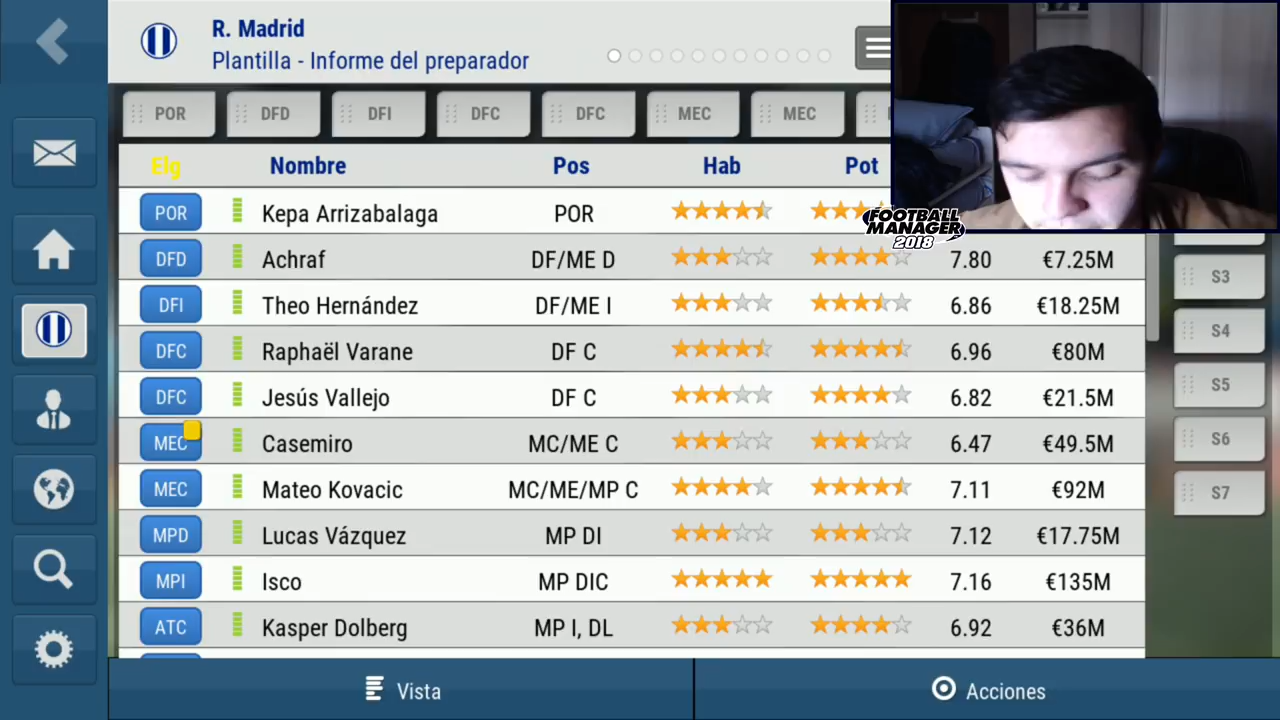 R. Madrid
Plantilla - Informe del preparador
POR DFD DFI DFC DFC MEC MEC
Elg Nombre Pos Hab Pot
POR Kepa Arrizabalaga POR
FOOTBALL
MANAGER
2018
DFD Achraf DF/ME D 7.80 €7.25M
DFI Theo Hernández DF/ME I 6.86 €18.25M
DFC Raphaël Varane DF C 6.96 €80M
DFC Jesús Vallejo DF C 6.82 €21.5M
MEC Casemiro MC/ME C 6.47 €49.5M
MEC Mateo Kovacic MC/ME/MP C 7.11 €92M
MPD Lucas Vázquez MP DI 7.12 €17.75M
MPI Isco MP DIC 7.16 €135M
ATC Kasper Dolberg MP I, DL 6.92 €36M
S3
S4
S5
S6
S7
Vista
Acciones